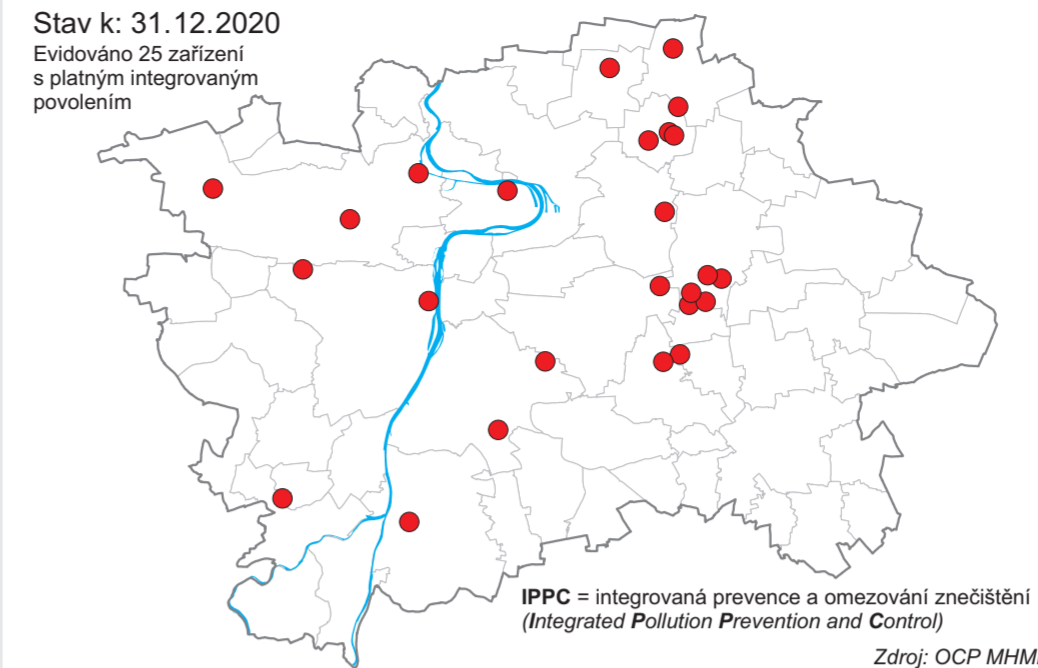 Stav k: 31.12.2020
Evidováno 25 zařízení
s platným integrovaným
povolením
IPPC = integrovaná prevence a omezování znečištění
(Integrated Pollution Prevention and Control)
Zdroj: OCP MHM